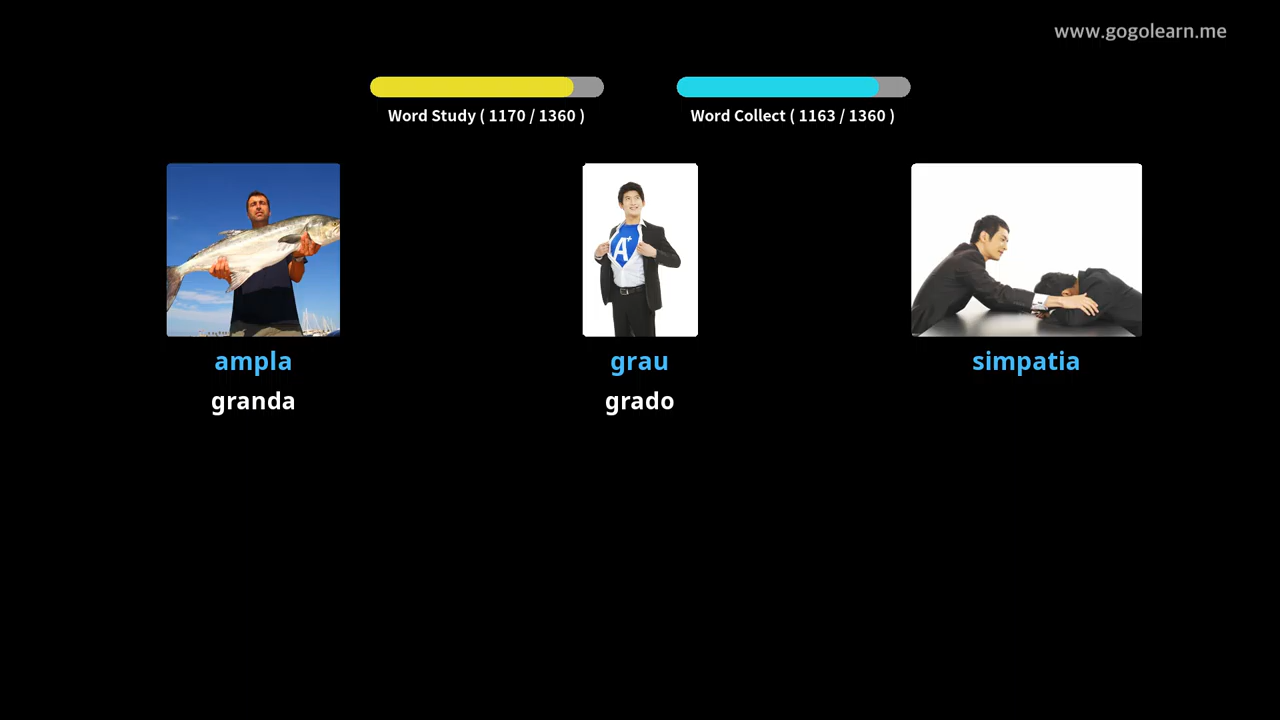 www.gogolearn.me
Word Study ( 1170 / 1360 )
Word Collect ( 1163 / 1360 )
A+
ampla
grau
simpatia
granda
grado